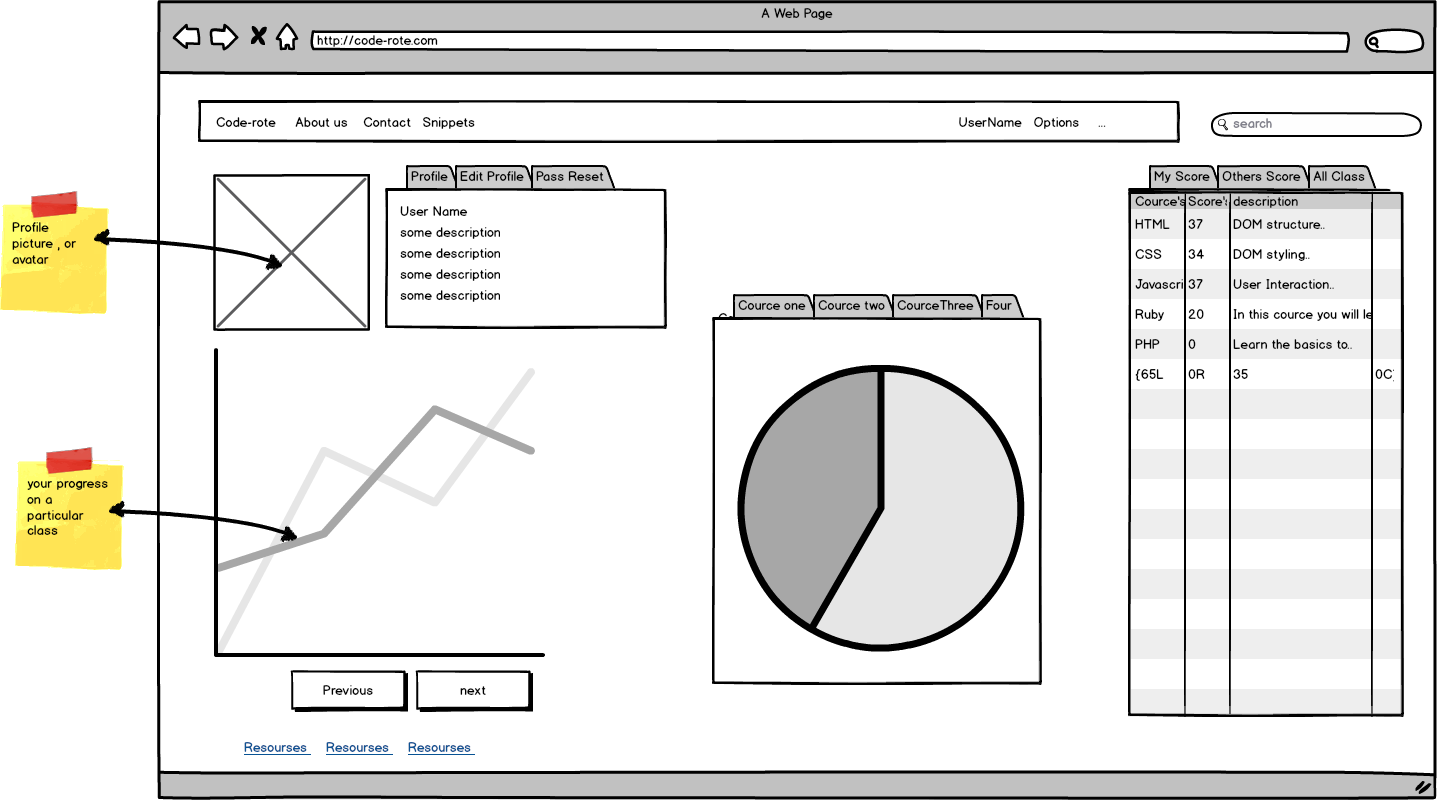 A Web Page
http://code-rote.com
Code-rote About us Contact Snippets UserName Options ...
search
Profile Edit Profile Pass Reset
User Name
some description
some description
some description
some description
Profile
picture , or
avatar
your progress
on a
particular
class
Previous next
Resourses Resourses Resourses
Cource one Cource two CourceThree Four
My Score Others Score All Class
Cource's Score's description
HTML 37 DOM structure..
CSS 34 DOM styling..
Javascri 37 User Interaction..
Ruby 20 In this cource you will le
PHP 0 Learn the basics to..
{65L 0R 35 0C